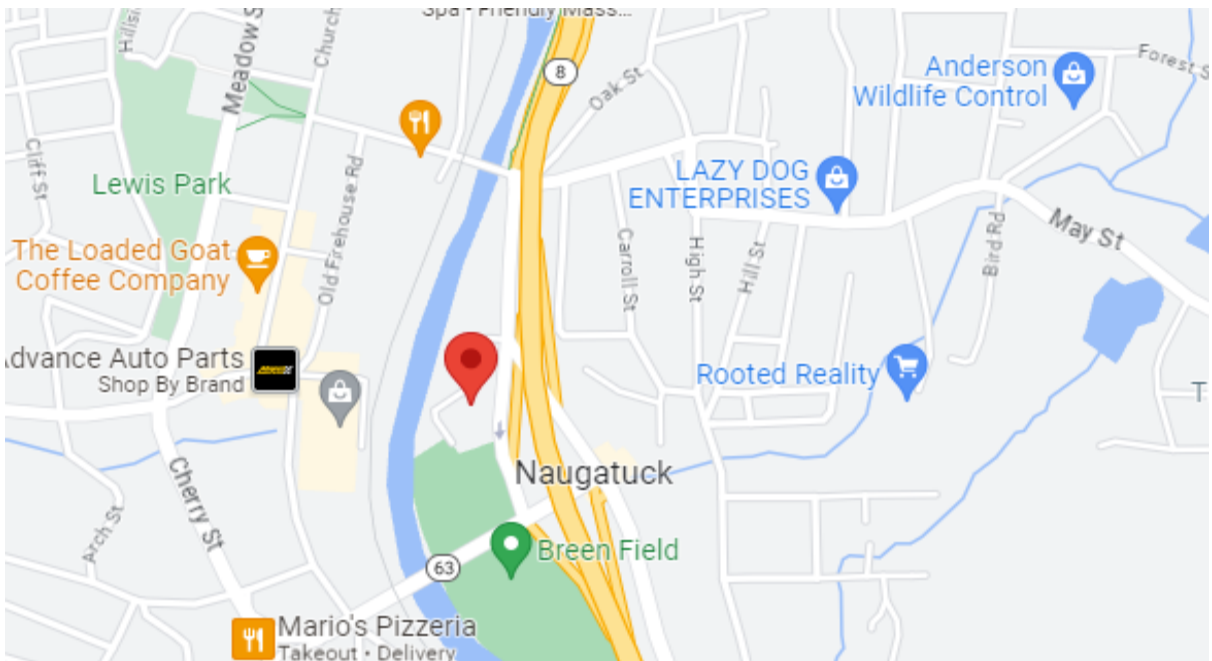 Spa - Friendly Mass...
Hillsi
Meadow S
Church
8
Oak St
Anderson
Wildlife Control
Forest S
Cliff St
Lewis Park
Old Firehouse Rd
LAZY DOG
ENTERPRISES
May St
The Loaded Goat
Coffee Company
Carroll St
High St
Hill St
Bird Rd
Advance Auto Parts
Shop By Brand
Rooted Reality
T
Naugatuck
Cherry St
Arch St
Breen Field
63
Mario's Pizzeria
Takeout • Delivery